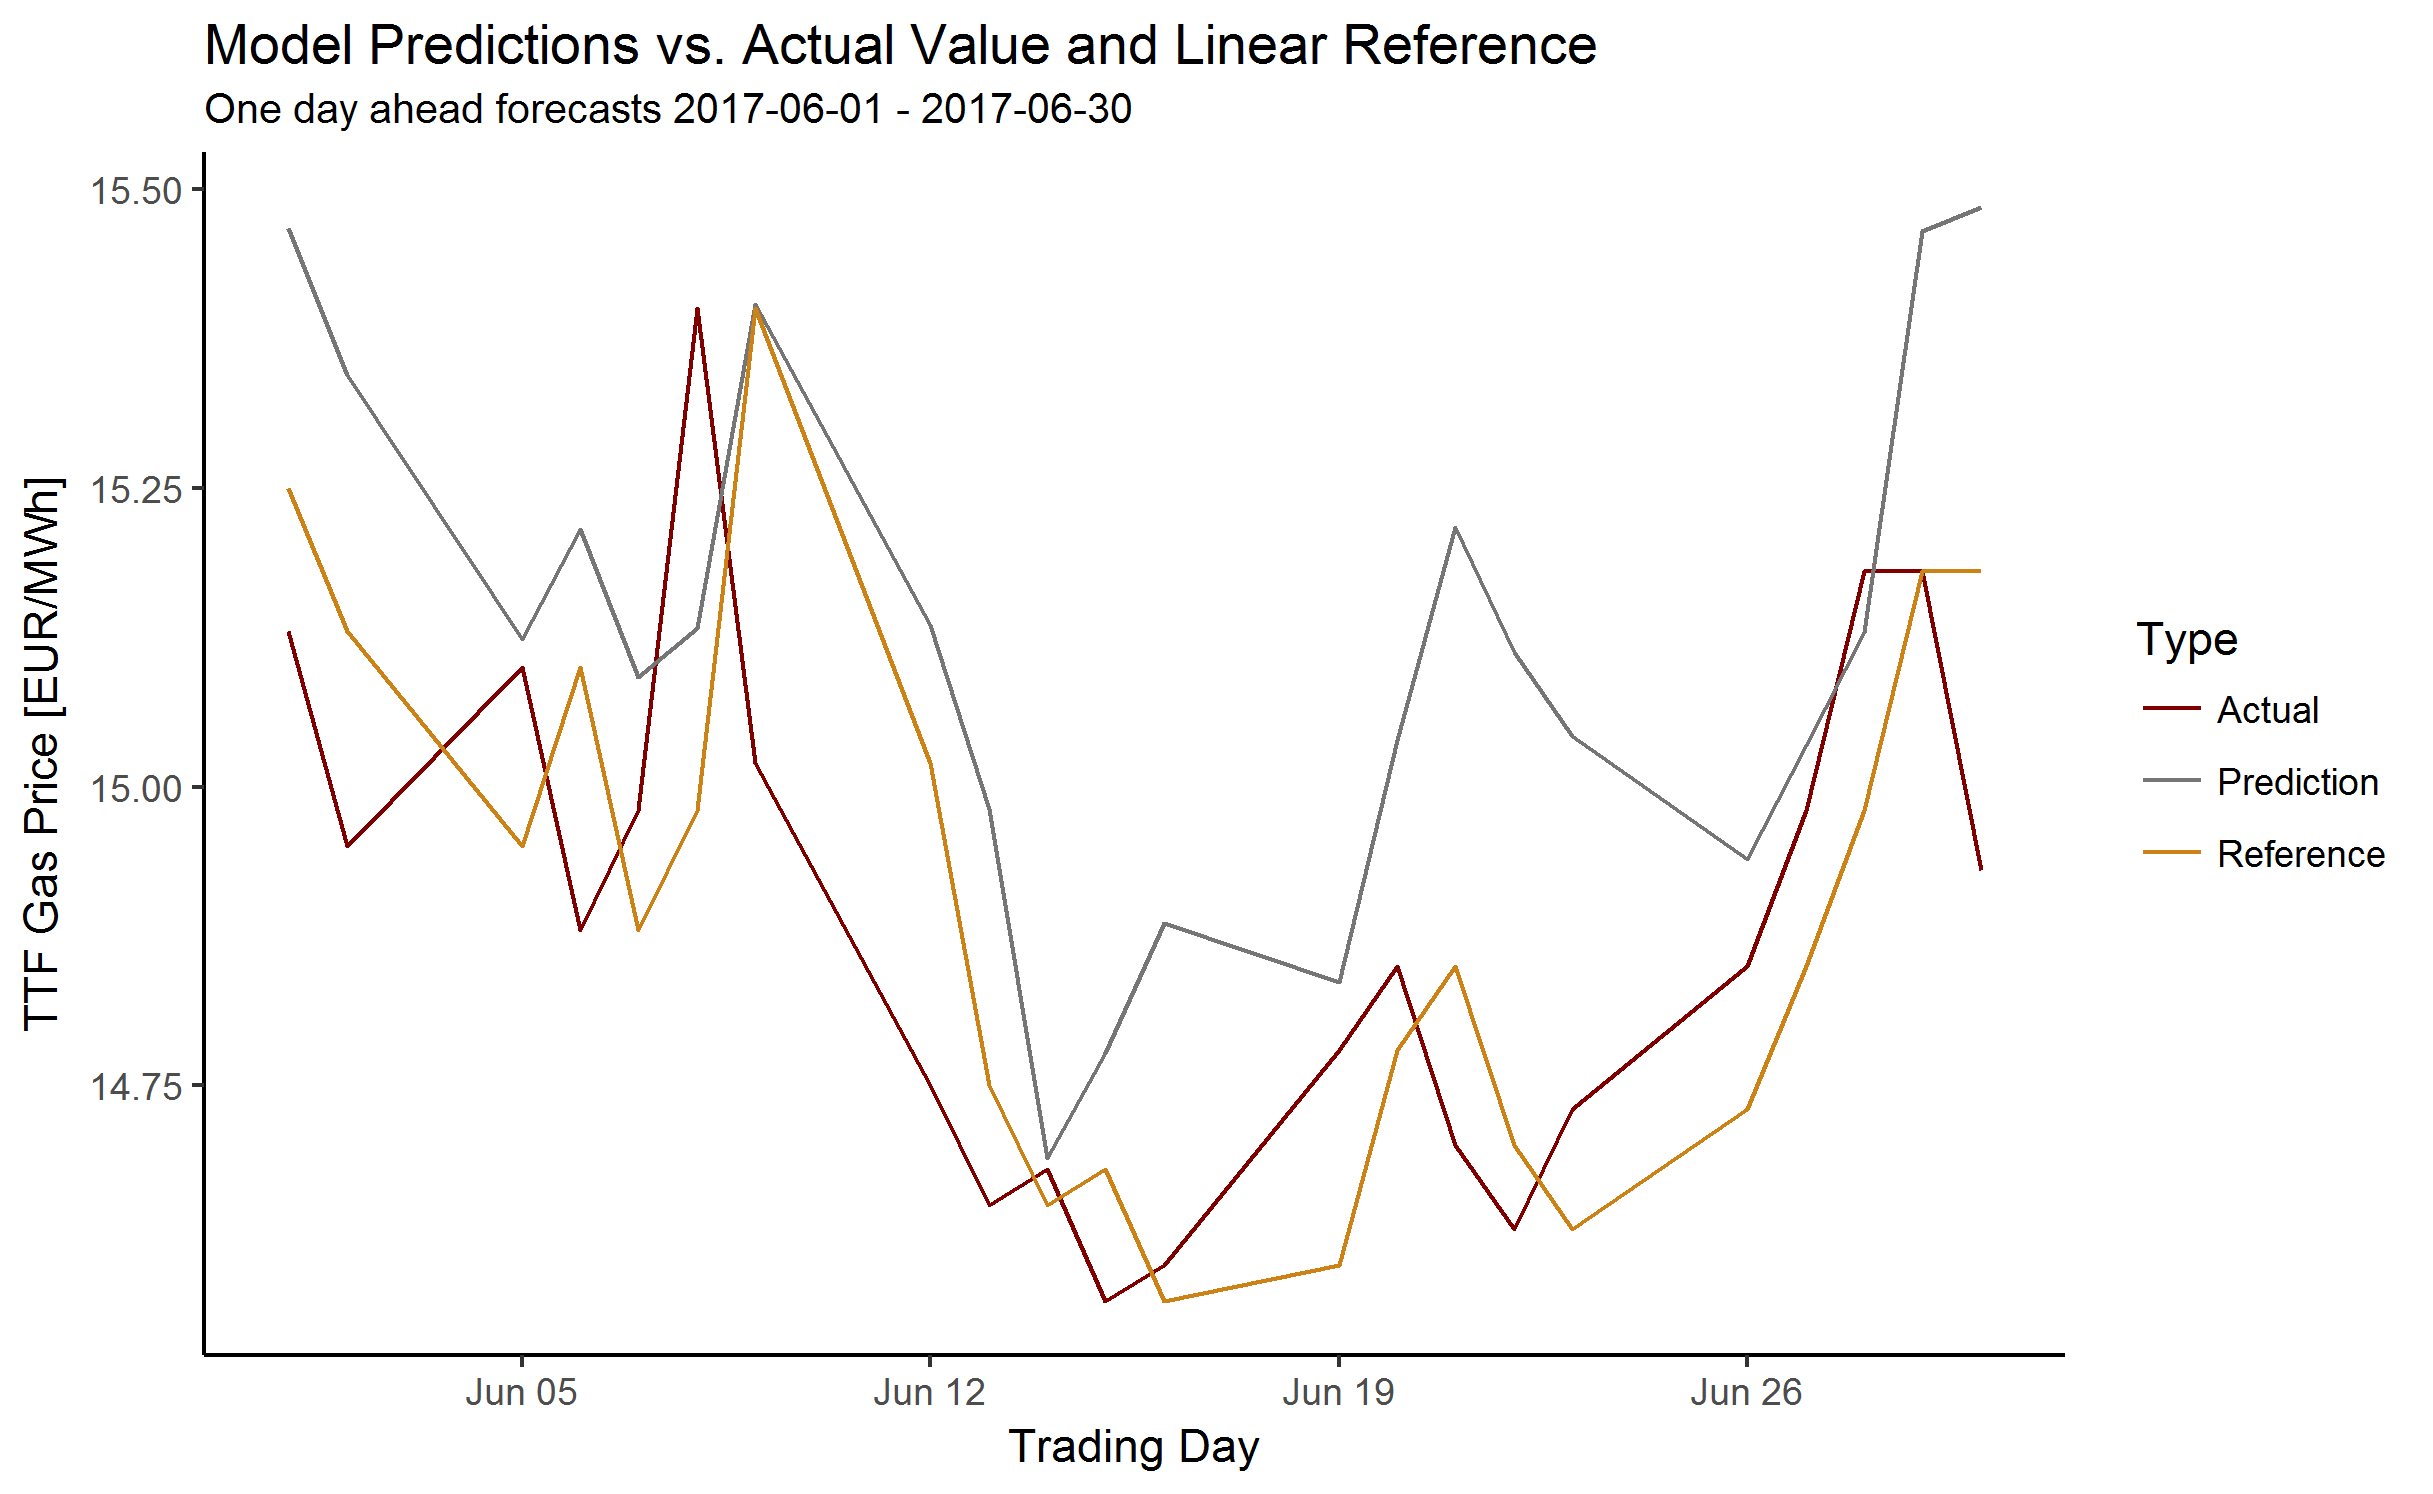 Model Predictions vs. Actual Value and Linear Reference
One day ahead forecasts 2017-06-01 - 2017-06-30
TTF Gas Price [EUR/MWh]
15.50
15.25
15.00
14.75
Jun 05
Jun 12
Jun 19
Jun 26
Trading Day
Type
Actual
Prediction
Reference